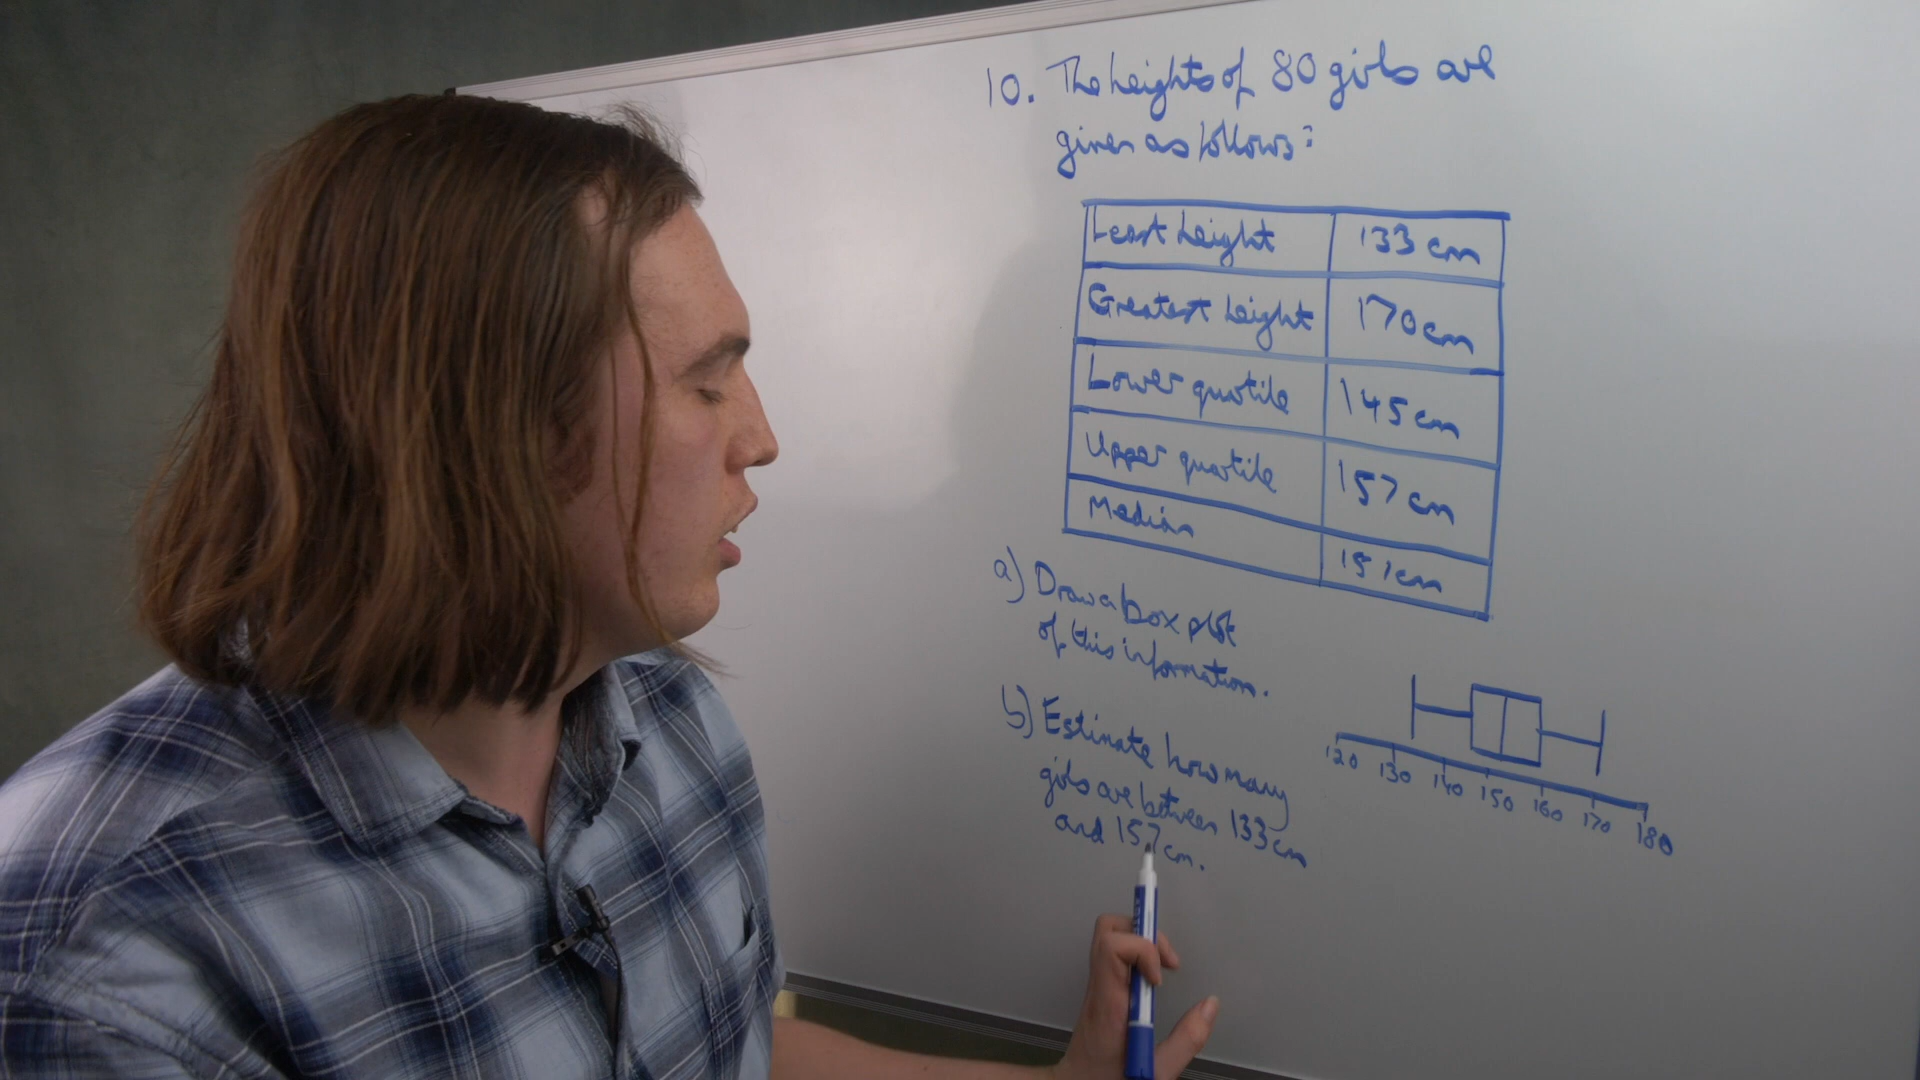 10. The heights of 80 girls are
given as follows:
Least height 133 cm
Greatest height 170 cm
Lower quartile 145 cm
Upper quartile 157 cm
Median 151 cm
a) Draw a box plot
of this information.
b) Estimate how many
girls are between 133 cm
and 157 cm.
120 130 140 150 160 170 180